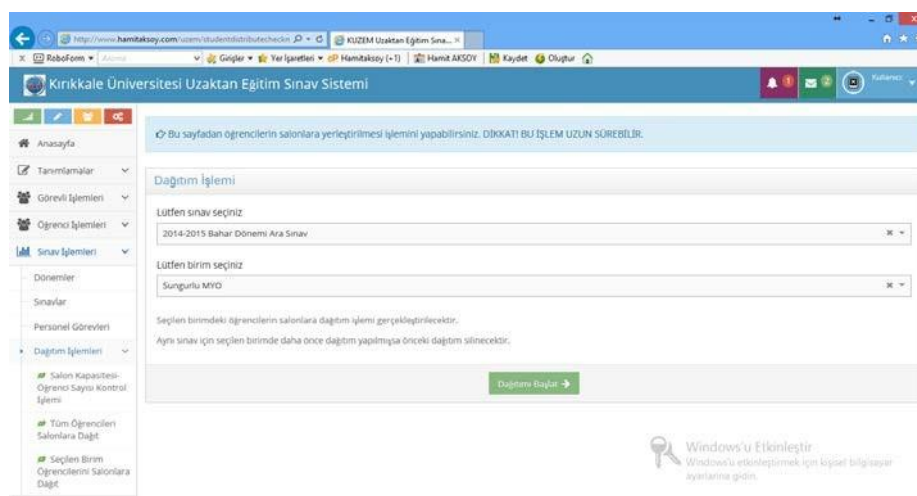 http://www.hamitaksoy.com/uzem/studentdistributecheckn
KUZEM Uzaktan Eğitim Sına...
x RoboForm Arama Girişler Yer İşaretleri Hamitaksoy (+1) Hamit AKSOY Kaydet Oluştur
Kırıkkale Üniversitesi Uzaktan Eğitim Sınav Sistemi
1 2 Kullanıcı
Bu sayfadan öğrencilerin salonlara yerleştirilmesi işlemini yapabilirsiniz. DİKKAT! BU İŞLEM UZUN SÜREBİLİR.
Anasayfa
Tanımlamalar
Görevli İşlemleri
Öğrenci İşlemleri
Sınav İşlemleri
Dönemler
Sınavlar
Personel Görevleri
Dağıtım İşlemleri
Salon Kapasitesi-
Öğrenci Sayısı Kontrol
İşlemi
Tüm Öğrencileri
Salonlara Dağıt
Seçilen Birim
Öğrencilerini Salonlara
Dağıt
Dağıtım İşlemi
Lütfen sınav seçiniz
2014-2015 Bahar Dönemi Ara Sınav
Lütfen birim seçiniz
Sungurlu MYO
Seçilen birimdeki öğrencilerin salonlara dağıtım işlemi gerçekleştirilecektir.
Aynı sınav için seçilen birimde daha önce dağıtım yapılmışsa önceki dağıtım silinecektir.
Dağıtımı Başlat
Windows'u Etkinleştir
Windows'u etkinleştirmek için kişisel bilgisayar
ayarlarına gidin.